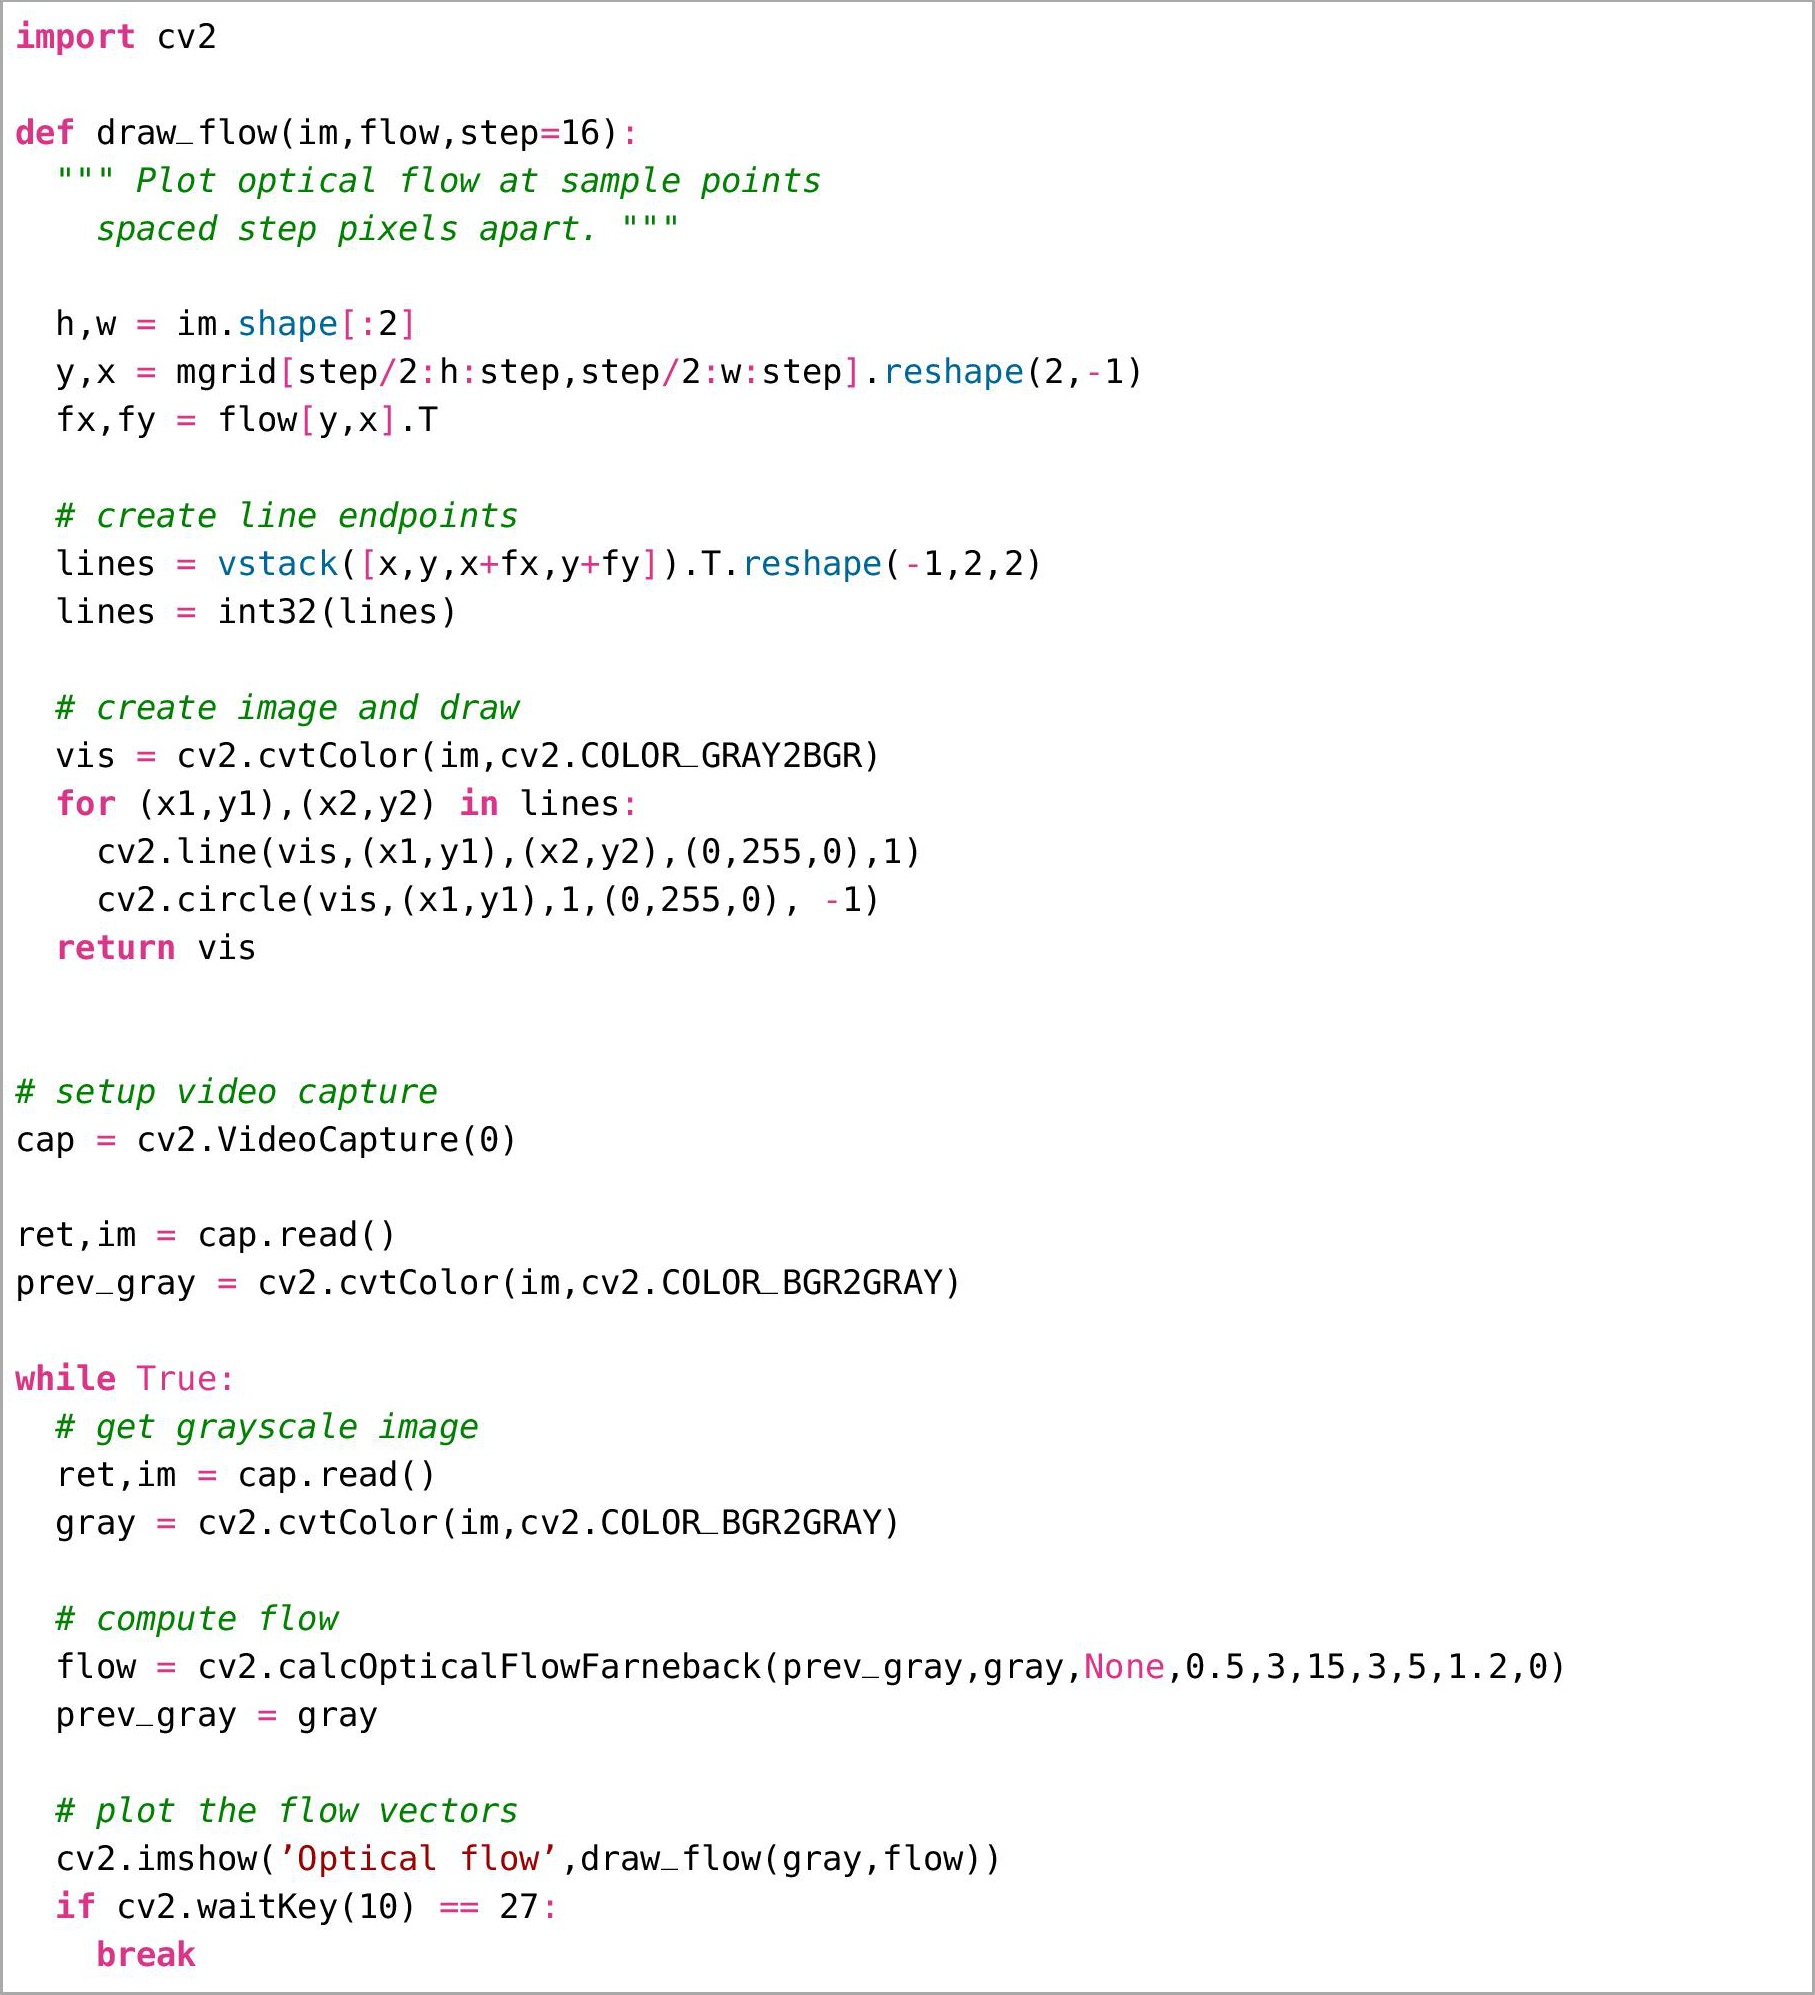 import cv2
def draw_flow(im,flow,step=16):
""" Plot optical flow at sample points
spaced step pixels apart. """
h,w = im.shape[:2]
y,x = mgrid[step/2:h:step,step/2:w:step].reshape(2,-1)
fx,fy = flow[y,x].T
# create line endpoints
lines = vstack([x,y,x+fx,y+fy]).T.reshape(-1,2,2)
lines = int32(lines)
# create image and draw
vis = cv2.cvtColor(im,cv2.COLOR_GRAY2BGR)
for (x1,y1),(x2,y2) in lines:
cv2.line(vis,(x1,y1),(x2,y2),(0,255,0),1)
cv2.circle(vis,(x1,y1),1,(0,255,0), -1)
return vis
# setup video capture
cap = cv2.VideoCapture(0)
ret,im = cap.read()
prev_gray = cv2.cvtColor(im,cv2.COLOR_BGR2GRAY)
while True:
# get grayscale image
ret,im = cap.read()
gray = cv2.cvtColor(im,cv2.COLOR_BGR2GRAY)
# compute flow
flow = cv2.calcOpticalFlowFarneback(prev_gray,gray,None,0.5,3,15,3,5,1.2,0)
prev_gray = gray
# plot the flow vectors
cv2.imshow(’Optical flow’,draw_flow(gray,flow))
if cv2.waitKey(10) == 27:
break